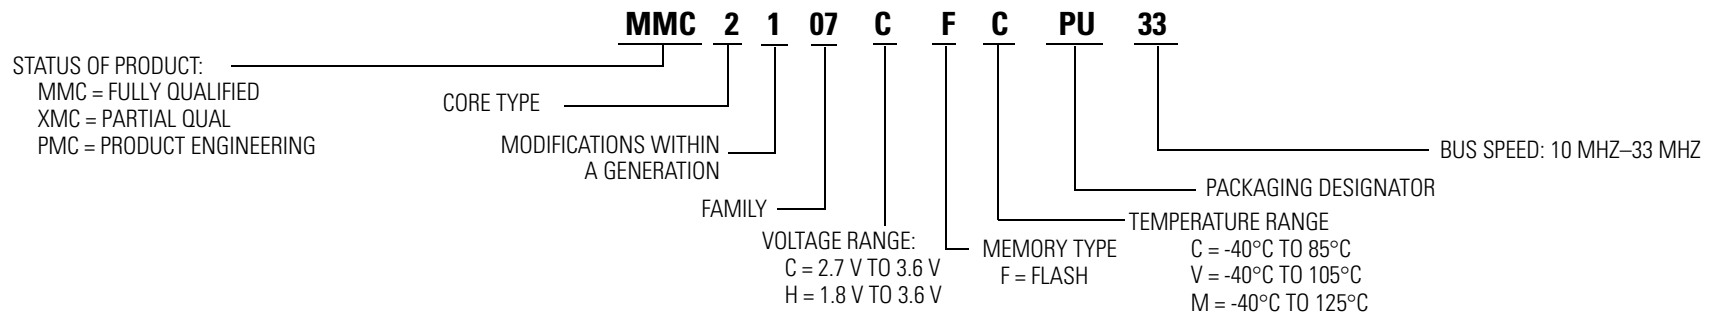 MMC 2 1 07 C F C PU 33
STATUS OF PRODUCT:
MMC = FULLY QUALIFIED
XMC = PARTIAL QUAL
PMC = PRODUCT ENGINEERING
CORE TYPE
MODIFICATIONS WITHIN
A GENERATION
FAMILY
VOLTAGE RANGE:
C = 2.7 V TO 3.6 V
H = 1.8 V TO 3.6 V
MEMORY TYPE
F = FLASH
TEMPERATURE RANGE
C = -40°C TO 85°C
V = -40°C TO 105°C
M = -40°C TO 125°C
PACKAGING DESIGNATOR
BUS SPEED: 10 MHZ–33 MHZ